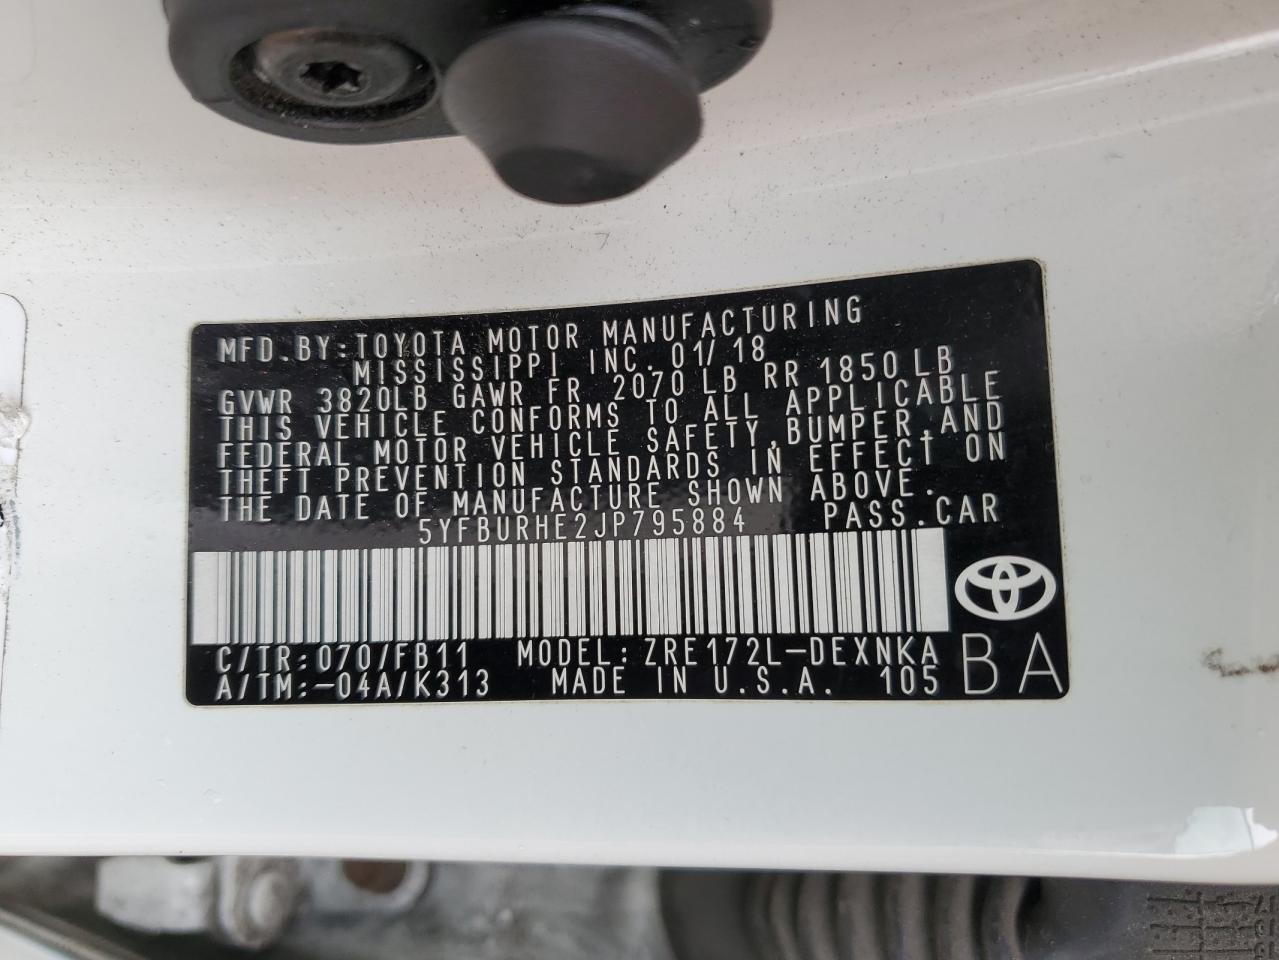 MFD.BY:TOYOTA MOTOR MANUFACTURING
MISSISSIPPI INC. 01/18
GVWR 3820LB GAWR FR 2070LB RR 1850LB
THIS VEHICLE CONFORMS TO ALL APPLICABLE
FEDERAL MOTOR VEHICLE SAFETY,BUMPER,AND
THEFT PREVENTION STANDARDS IN EFFECT ON
THE DATE OF MANUFACTURE SHOWN ABOVE.
5YFBURHE2JP795884 PASS.CAR
C/TR:070/FB11 MODEL:ZRE172L-DEXNKA
A/TM:-04A/K313 MADE IN U.S.A. 105
BA